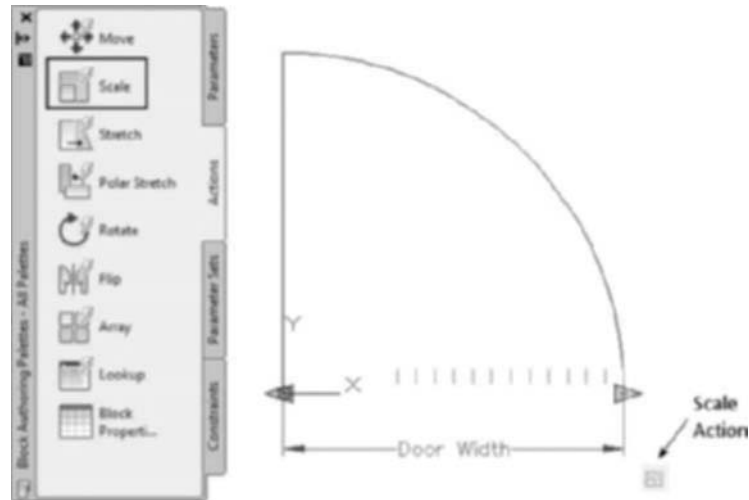 Block Authoring Palettes - All Palettes
Move
Scale
Stretch
Polar Stretch
Rotate
Flip
Array
Lookup
Block
Properti...
Parameters
Actions
Parameter Sets
Constraints
Y
X
Door Width
Scale
Action